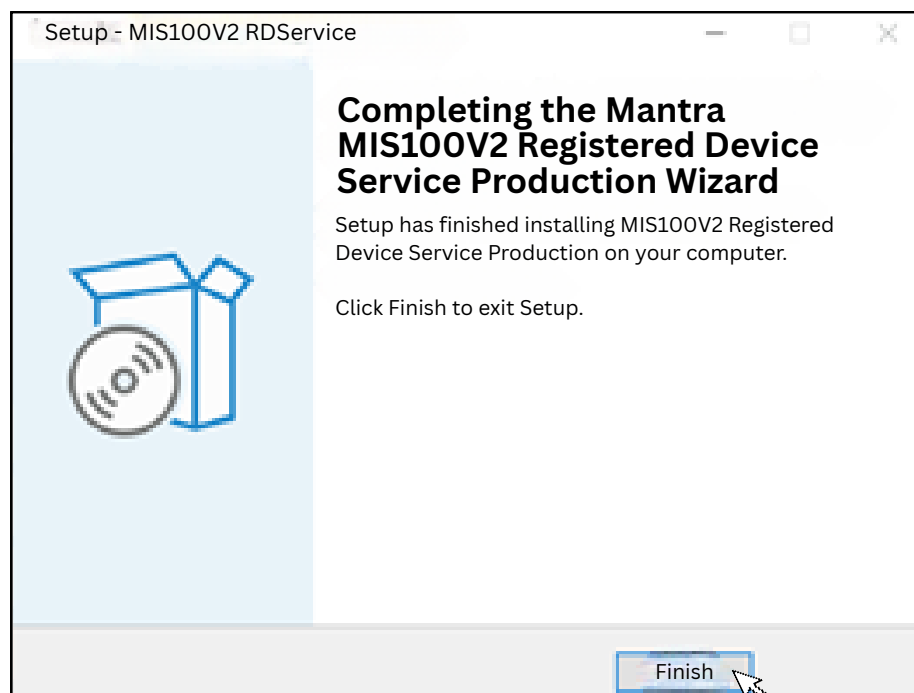 Setup - MIS100V2 RDService
Completing the Mantra
MIS100V2 Registered Device
Service Production Wizard
Setup has finished installing MIS100V2 Registered
Device Service Production on your computer.
Click Finish to exit Setup.
Finish